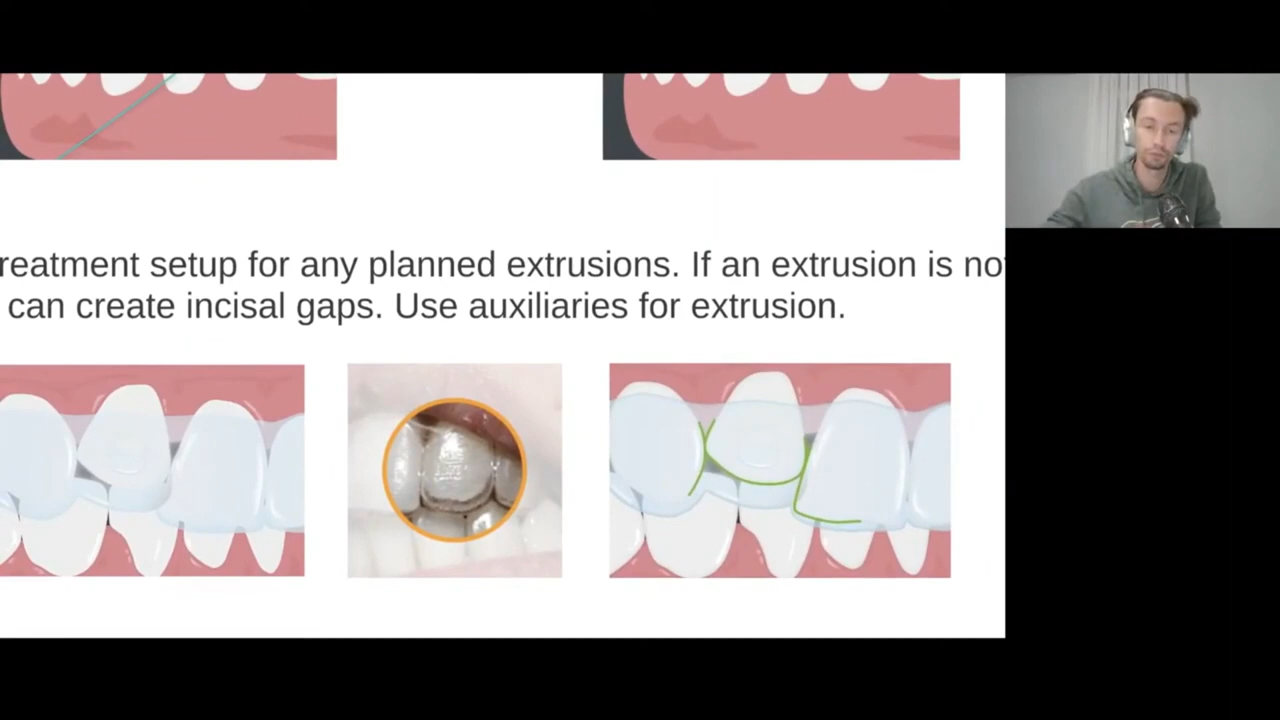 reatment setup for any planned extrusions. If an extrusion is no
can create incisal gaps. Use auxiliaries for extrusion.